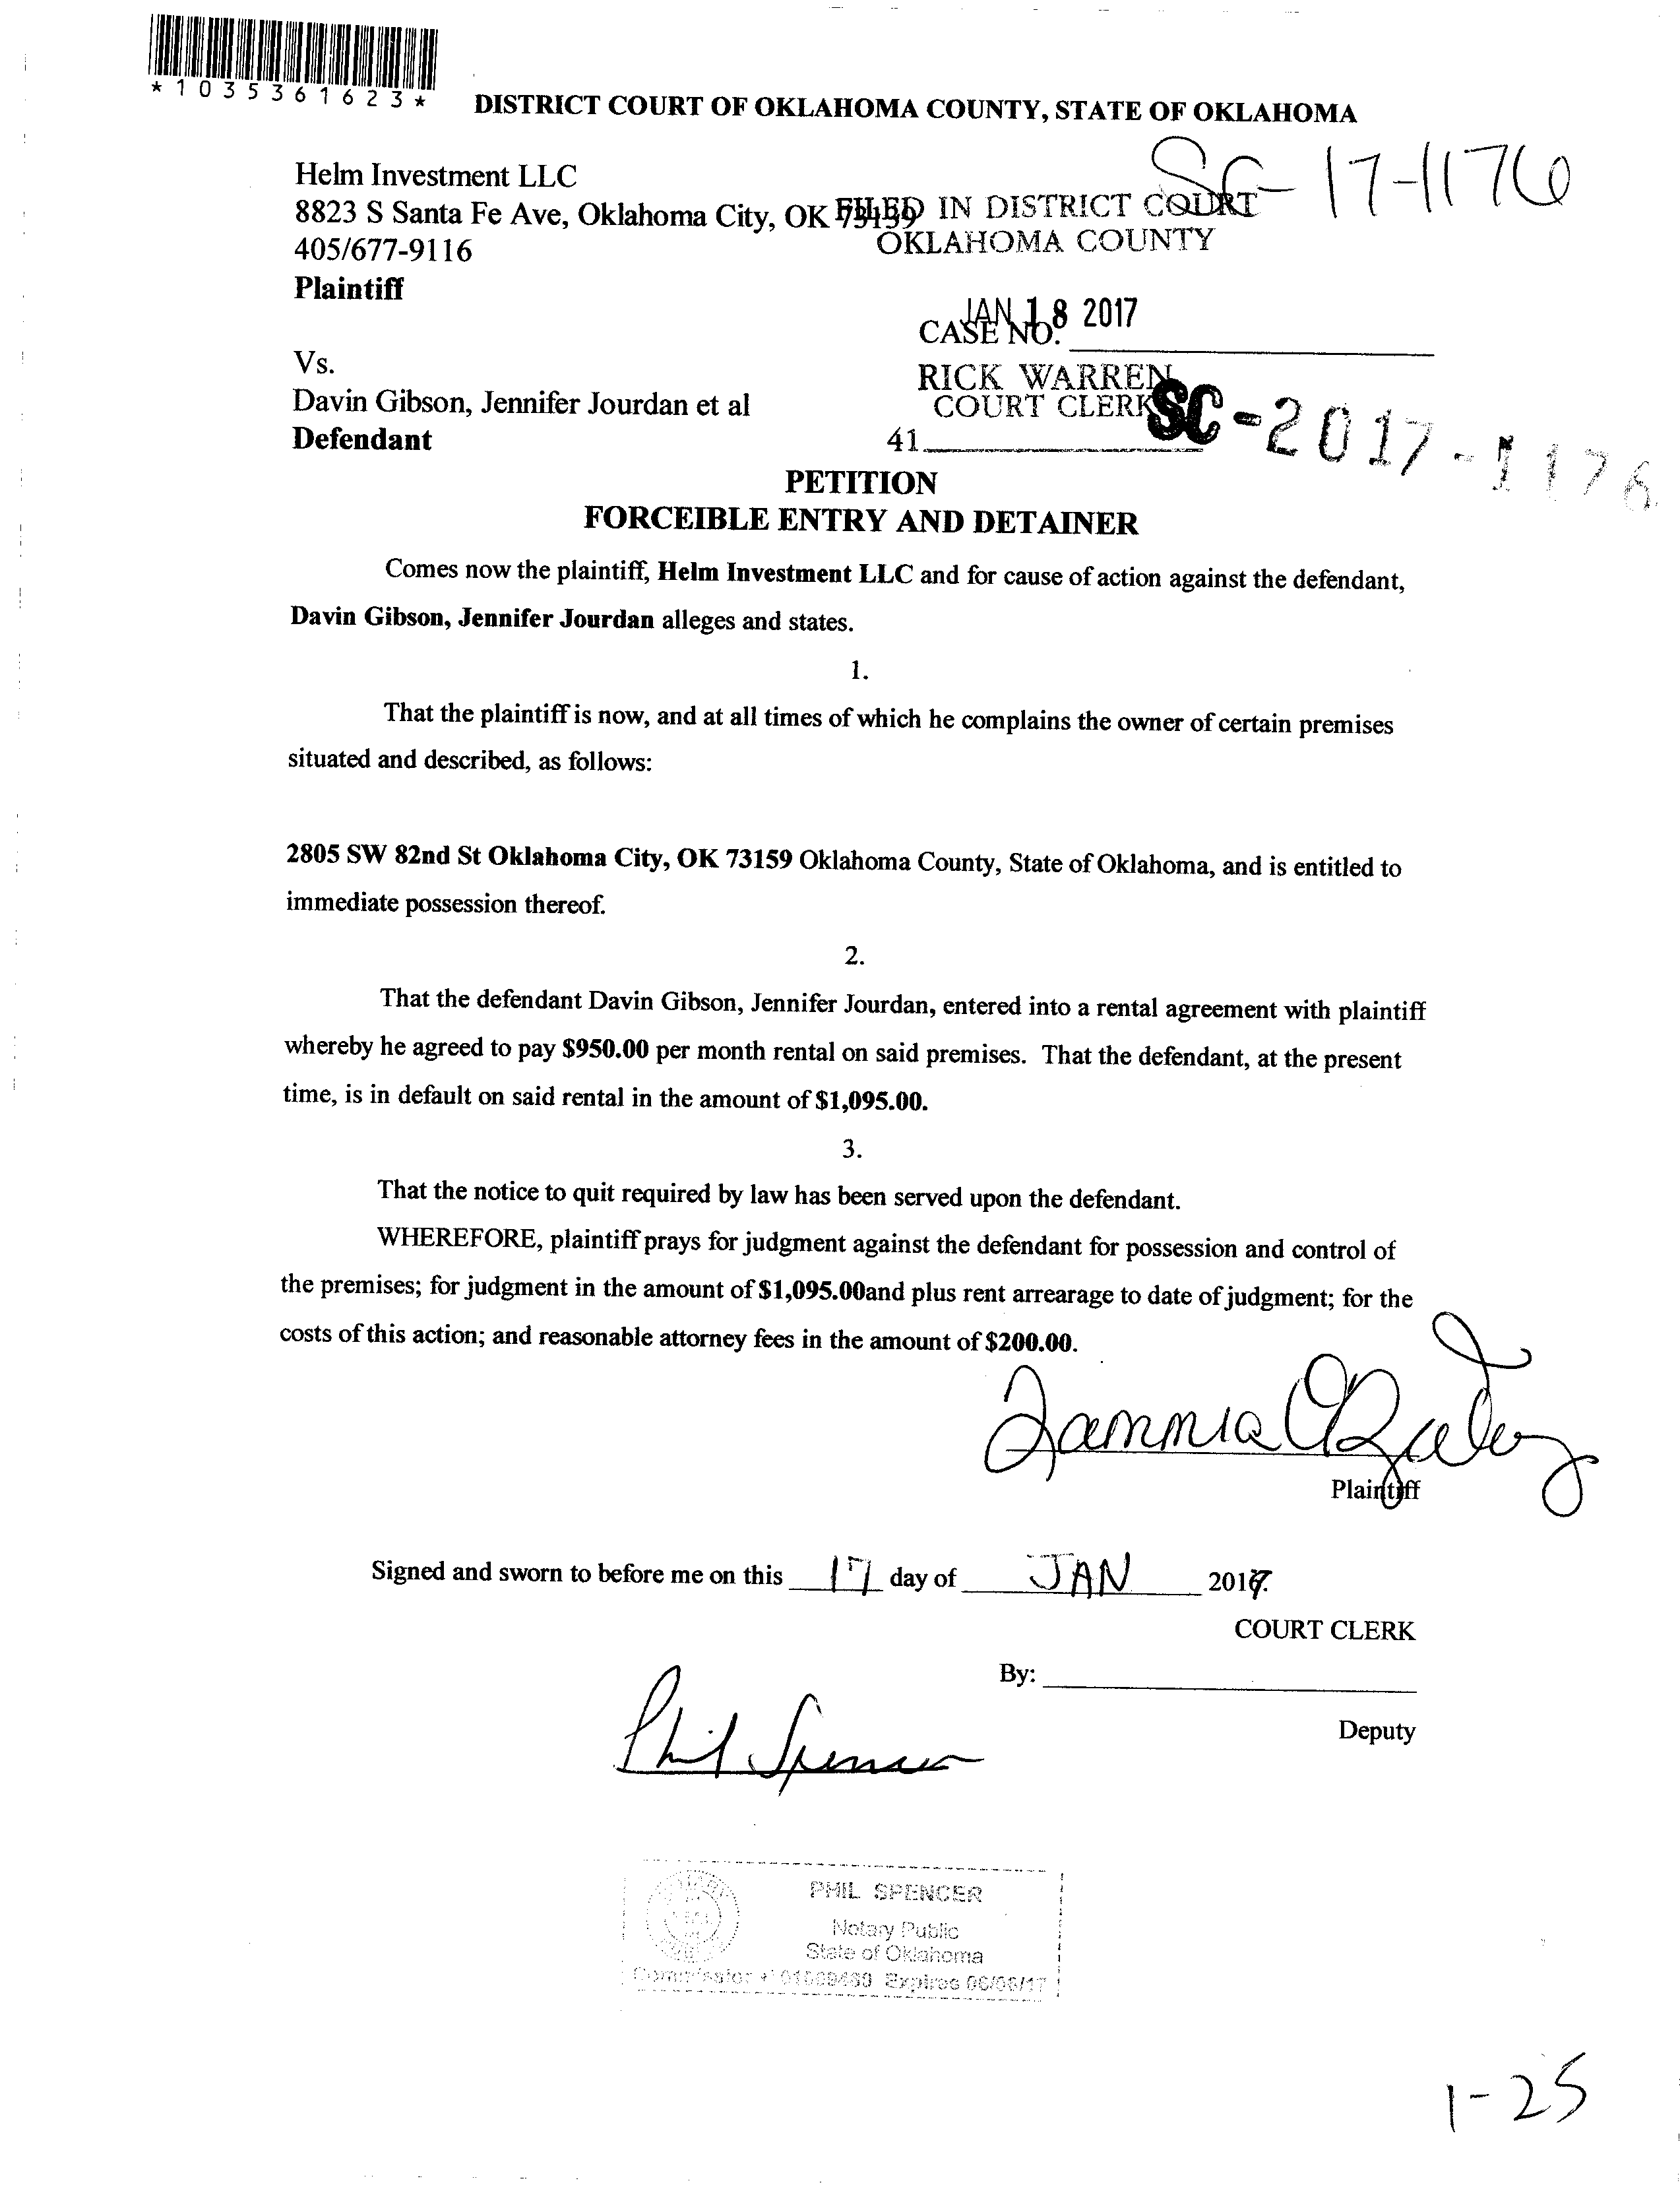 *1035361623*
DISTRICT COURT OF OKLAHOMA COUNTY, STATE OF OKLAHOMA
SC-17-1176
Helm Investment LLC
8823 S Santa Fe Ave, Oklahoma City, OK
FILED IN DISTRICT COURT
OKLAHOMA COUNTY
405/677-9116
Plaintiff
JAN 18 2017
CASE NO.
Vs.
RICK WARREN
COURT CLERK
Davin Gibson, Jennifer Jourdan et al
SC-2017-1176
Defendant
41
PETITION
FORCEIBLE ENTRY AND DETAINER
Comes now the plaintiff, Helm Investment LLC and for cause of action against the defendant,
Davin Gibson, Jennifer Jourdan alleges and states.
1.
That the plaintiff is now, and at all times of which he complains the owner of certain premises
situated and described, as follows:
2805 SW 82nd St Oklahoma City, OK 73159 Oklahoma County, State of Oklahoma, and is entitled to
immediate possession thereof.
2.
That the defendant Davin Gibson, Jennifer Jourdan, entered into a rental agreement with plaintiff
whereby he agreed to pay $950.00 per month rental on said premises. That the defendant, at the present
time, is in default on said rental in the amount of $1,095.00.
3.
That the notice to quit required by law has been served upon the defendant.
WHEREFORE, plaintiff prays for judgment against the defendant for possession and control of
the premises; for judgment in the amount of $1,095.00and plus rent arrearage to date of judgment; for the
costs of this action; and reasonable attorney fees in the amount of $200.00.
Plaintiff
Signed and sworn to before me on this 17 day of JAN 2017.
COURT CLERK
By:
Deputy
Phil Spencer
PHIL SPENCER
Notary Public
State of Oklahoma
Expires 06/06/17
1-25